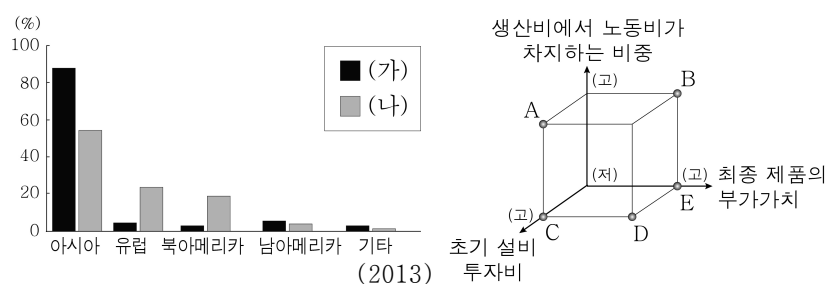 (%)
100
80
60
40
20
0
(가)
(나)
아시아 유럽 북아메리카 남아메리카 기타
(2013)
생산비에서 노동비가
차지하는 비중
(고)
A
B
(저)
(고)
최종 제품의
부가가치
E
(고)
C
D
초기 설비
투자비